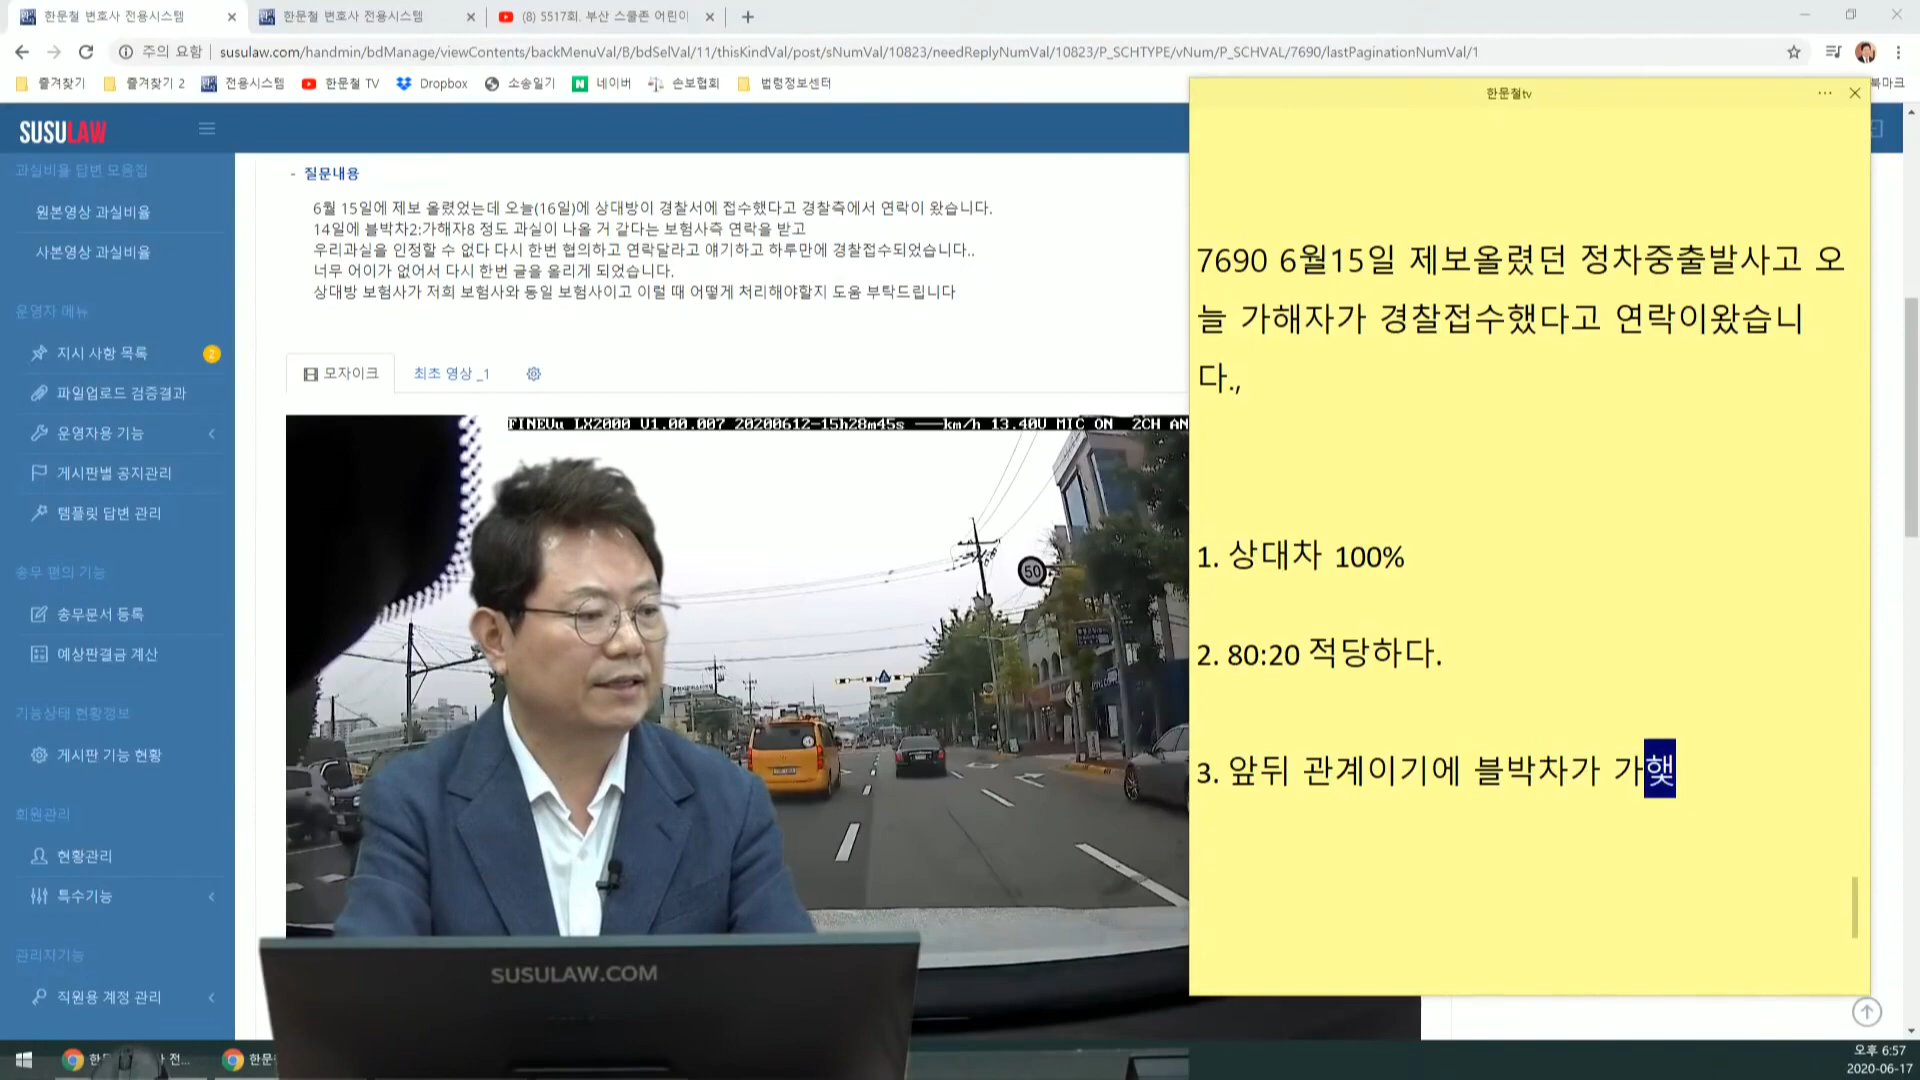 한문철 변호사 전용시스템
한문철 변호사 전용시스템
(8) 5517회. 부산 스쿨존 어린이
주의 요함
susulaw.com/handmin/bdManage/viewContents/backMenuVal/B/bdSelVal/11/thisKindVal/post/sNumVal/10823/needReplyNumVal/10823/P_SCHTYPE/vNum/P_SCHVAL/7690/lastPaginationNumVal/1
즐겨찾기
즐겨찾기 2
전용시스템
한문철 TV
Dropbox
소송일기
네이버
손보협회
법령정보센터
북마크
SUSULAW
과실비율 답변 모음집
원본영상 과실비율
사본영상 과실비율
운영자 메뉴
지시 사항 목록
2
파일업로드 검증결과
운영자용 기능
게시판별 공지관리
템플릿 답변 관리
송무 편의 기능
송무문서 등록
예상판결금 계산
기능상태 현황정보
게시판 기능 현황
회원관리
현황관리
특수기능
관리자기능
직원용 계정 관리
- 질문내용
6월 15일에 제보 올렸었는데 오늘(16일)에 상대방이 경찰서에 접수했다고 경찰측에서 연락이 왔습니다.
14일에 블박차2:가해자8 정도 과실이 나올 거 같다는 보험사측 연락을 받고
우리과실을 인정할 수 없다 다시 한번 협의하고 연락달라고 얘기하고 하루만에 경찰접수되었습니다..
너무 어이가 없어서 다시 한번 글을 올리게 되었습니다.
상대방 보험사가 저희 보험사와 동일 보험사이고 이럴 때 어떻게 처리해야할지 도움 부탁드립니다
모자이크
최초 영상 _1
FINEVu LX2000 V1.00.007 20200612-15h28m45s ---km/h 13.40V MIC ON 2CH AN
50
SUSULAW.COM
한문철tv
7690 6월15일 제보올렸던 정차중출발사고 오
늘 가해자가 경찰접수했다고 연락이왔습니
다.,
1. 상대차 100%
2. 80:20 적당하다.
3. 앞뒤 관계이기에 블박차가 가햋
한문
오후 6:57
2020-06-17